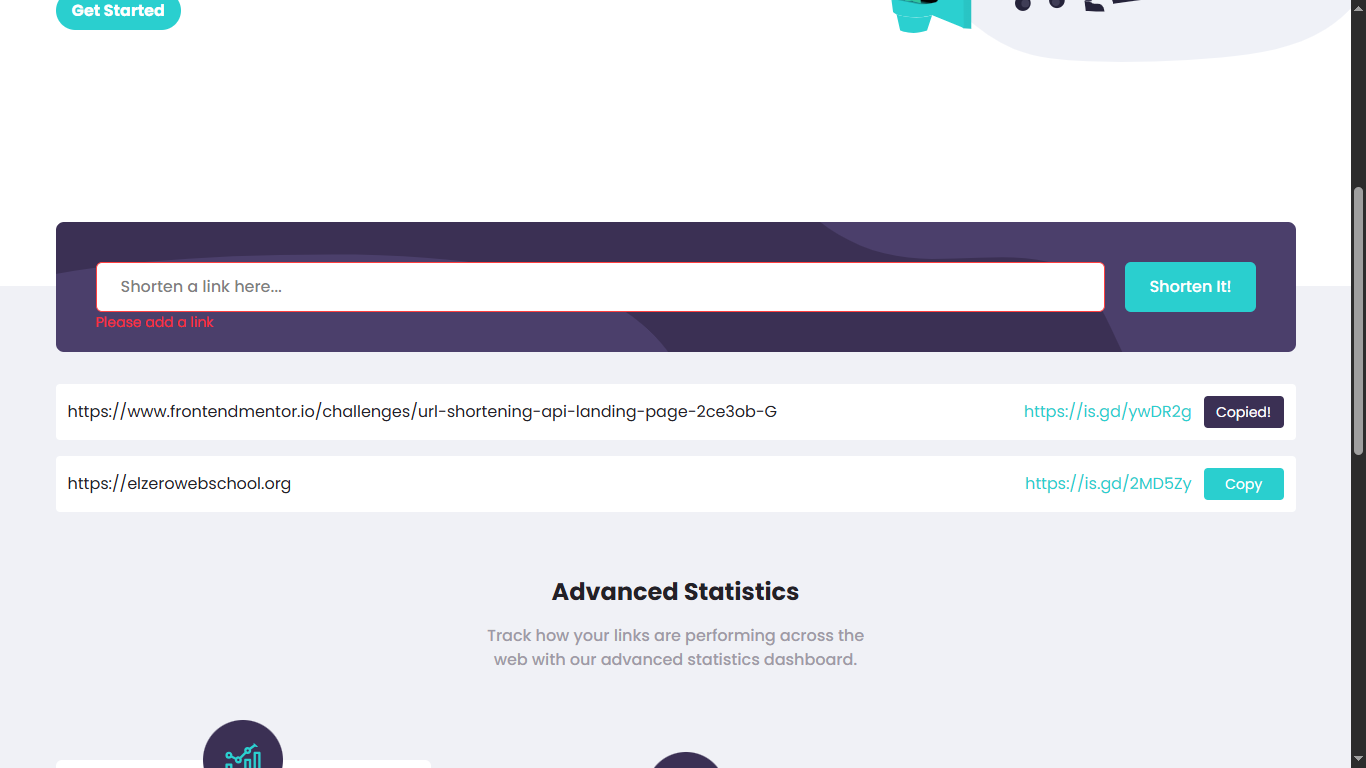 Get Started
Shorten a link here...
Shorten It!
Please add a link
https://www.frontendmentor.io/challenges/url-shortening-api-landing-page-2ce3ob-G
https://is.gd/ywDR2g
Copied!
https://elzerowebschool.org
https://is.gd/2MD5Zy
Copy
Advanced Statistics
Track how your links are performing across the
web with our advanced statistics dashboard.